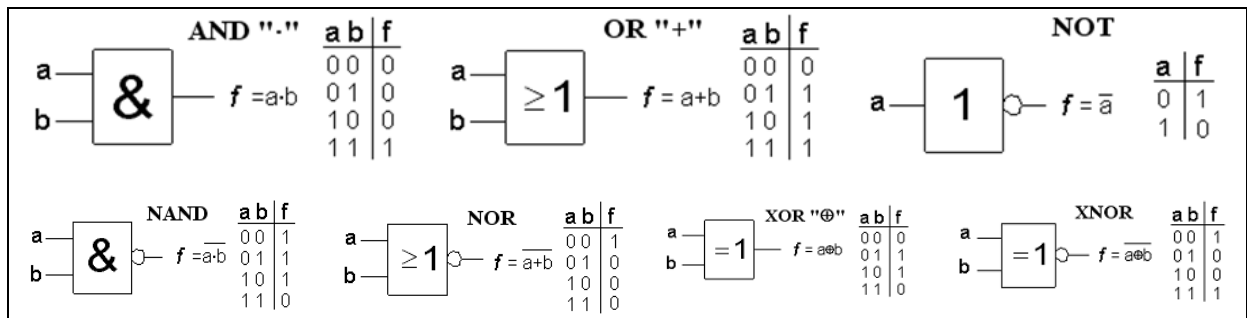 AND "·"
a b f
0 0 0
0 1 0
1 0 0
1 1 1
a
b
&
f =a·b
OR "+"
a b f
0 0 0
0 1 1
1 0 1
1 1 1
a
b
≥1
f = a+b
NOT
a f
0 1
1 0
a
1
f = a̅
NAND
a b f
0 0 1
0 1 1
1 0 1
1 1 0
a
b
&
f =a̅·̅b̅
NOR
a b f
0 0 1
0 1 0
1 0 0
1 1 0
a
b
≥1
f = a̅+̅b̅
XOR "⊕"
a b f
0 0 0
0 1 1
1 0 1
1 1 0
a
b
=1
f = a⊕b
XNOR
a b f
0 0 1
0 1 0
1 0 0
1 1 1
a
b
=1
f = a̅⊕̅b̅